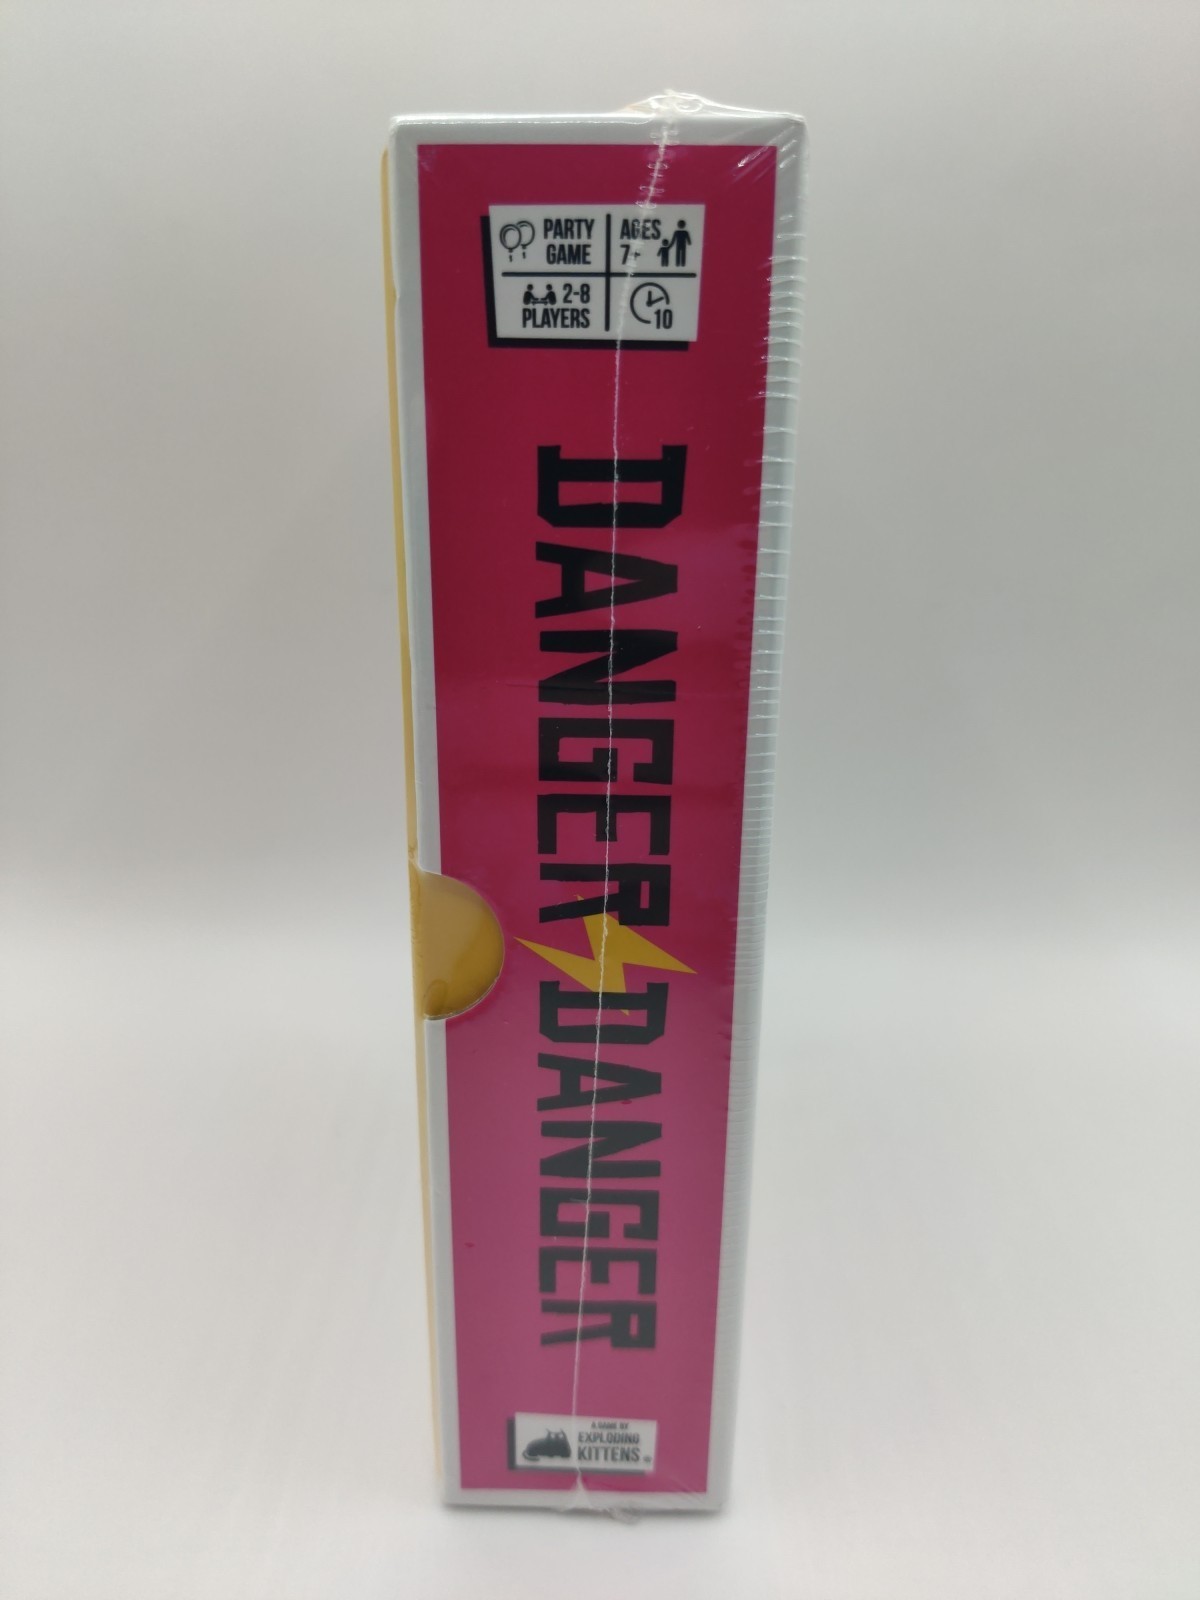 PARTY
GAME
AGES
7+
2-8
PLAYERS
10
DANGER DANGER
A GAME BY
EXPLODING
KITTENS